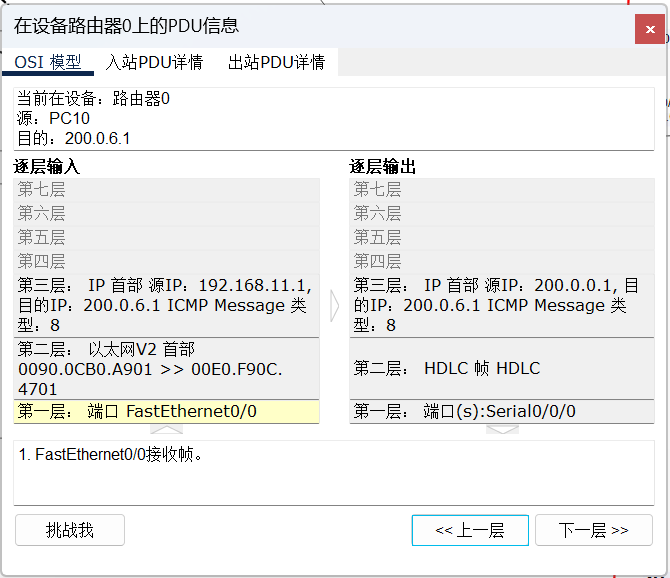 在设备路由器0上的PDU信息
OSI 模型 入站PDU详情 出站PDU详情
当前在设备：路由器0
源：PC10
目的：200.0.6.1
逐层输入
第七层
第六层
第五层
第四层
第三层： IP 首部 源IP：192.168.11.1,
目的IP：200.0.6.1 ICMP Message 类
型：8
第二层： 以太网V2 首部
0090.0CB0.A901 >> 00E0.F90C.
4701
第一层： 端口 FastEthernet0/0
逐层输出
第七层
第六层
第五层
第四层
第三层： IP 首部 源IP：200.0.0.1, 目
的IP：200.0.6.1 ICMP Message 类
型：8
第二层： HDLC 帧 HDLC
第一层： 端口(s):Serial0/0/0
1. FastEthernet0/0接收帧。
挑战我
<< 上一层
下一层 >>